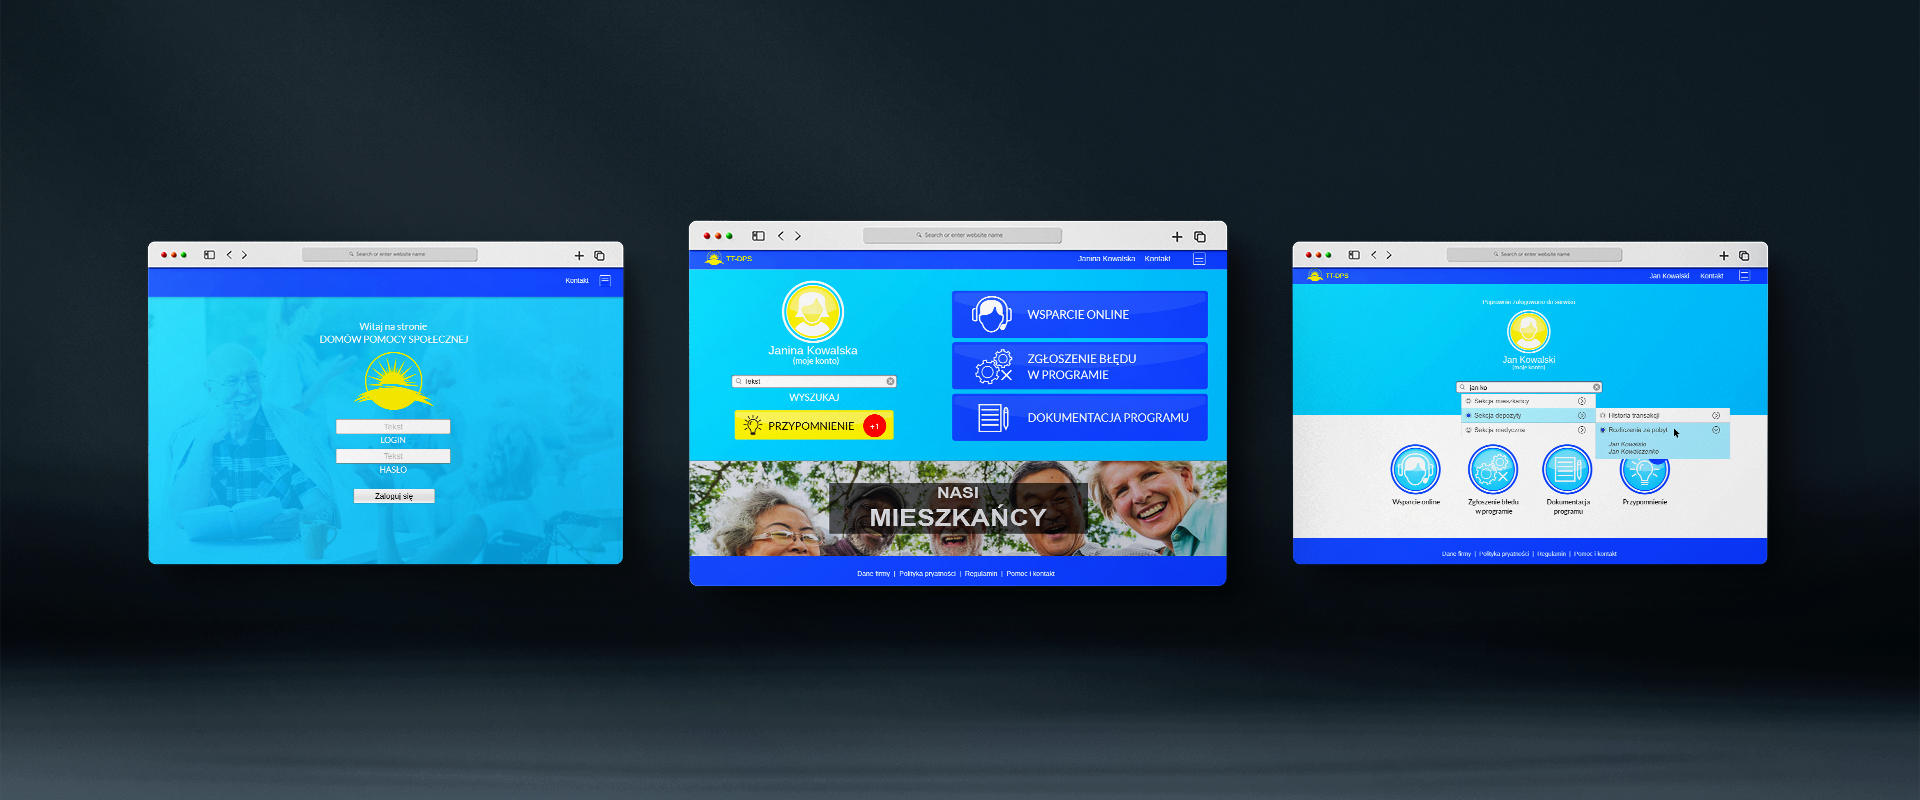 Search or enter website name
Kontakt
Witaj na stronie
DOMÓW POMOCY SPOŁECZNEJ
Tekst
LOGIN
Tekst
HASŁO
Zaloguj się
Search or enter website name
TT-DPS
Janina Kowalska
Kontakt
Janina Kowalska
(moje konto)
Tekst
WYSZUKAJ
PRZYPOMNIENIE
+1
WSPARCIE ONLINE
ZGŁOSZENIE BŁĘDU
W PROGRAMIE
DOKUMENTACJA PROGRAMU
NASI
MIESZKAŃCY
Dane firmy | Polityka prywatności | Regulamin | Pomoc i kontakt
Search or enter website name
TT-DPS
Jan Kowalski
Kontakt
Poprawnie zalogowano do serwisu
Jan Kowalski
(moje konto)
jan ko
Sekcja mieszkańcy
Sekcja depozyty
Historia transakcji
Sekcja medyczna
Rozliczenia za pobyt
Jan Kowalski
Jan Kowalczenko
Wsparcie online
Zgłoszenie błedu
w programie
Dokumentacja
programu
Przypomnienie
Dane firmy | Polityka prywatności | Regulamin | Pomoc i kontakt